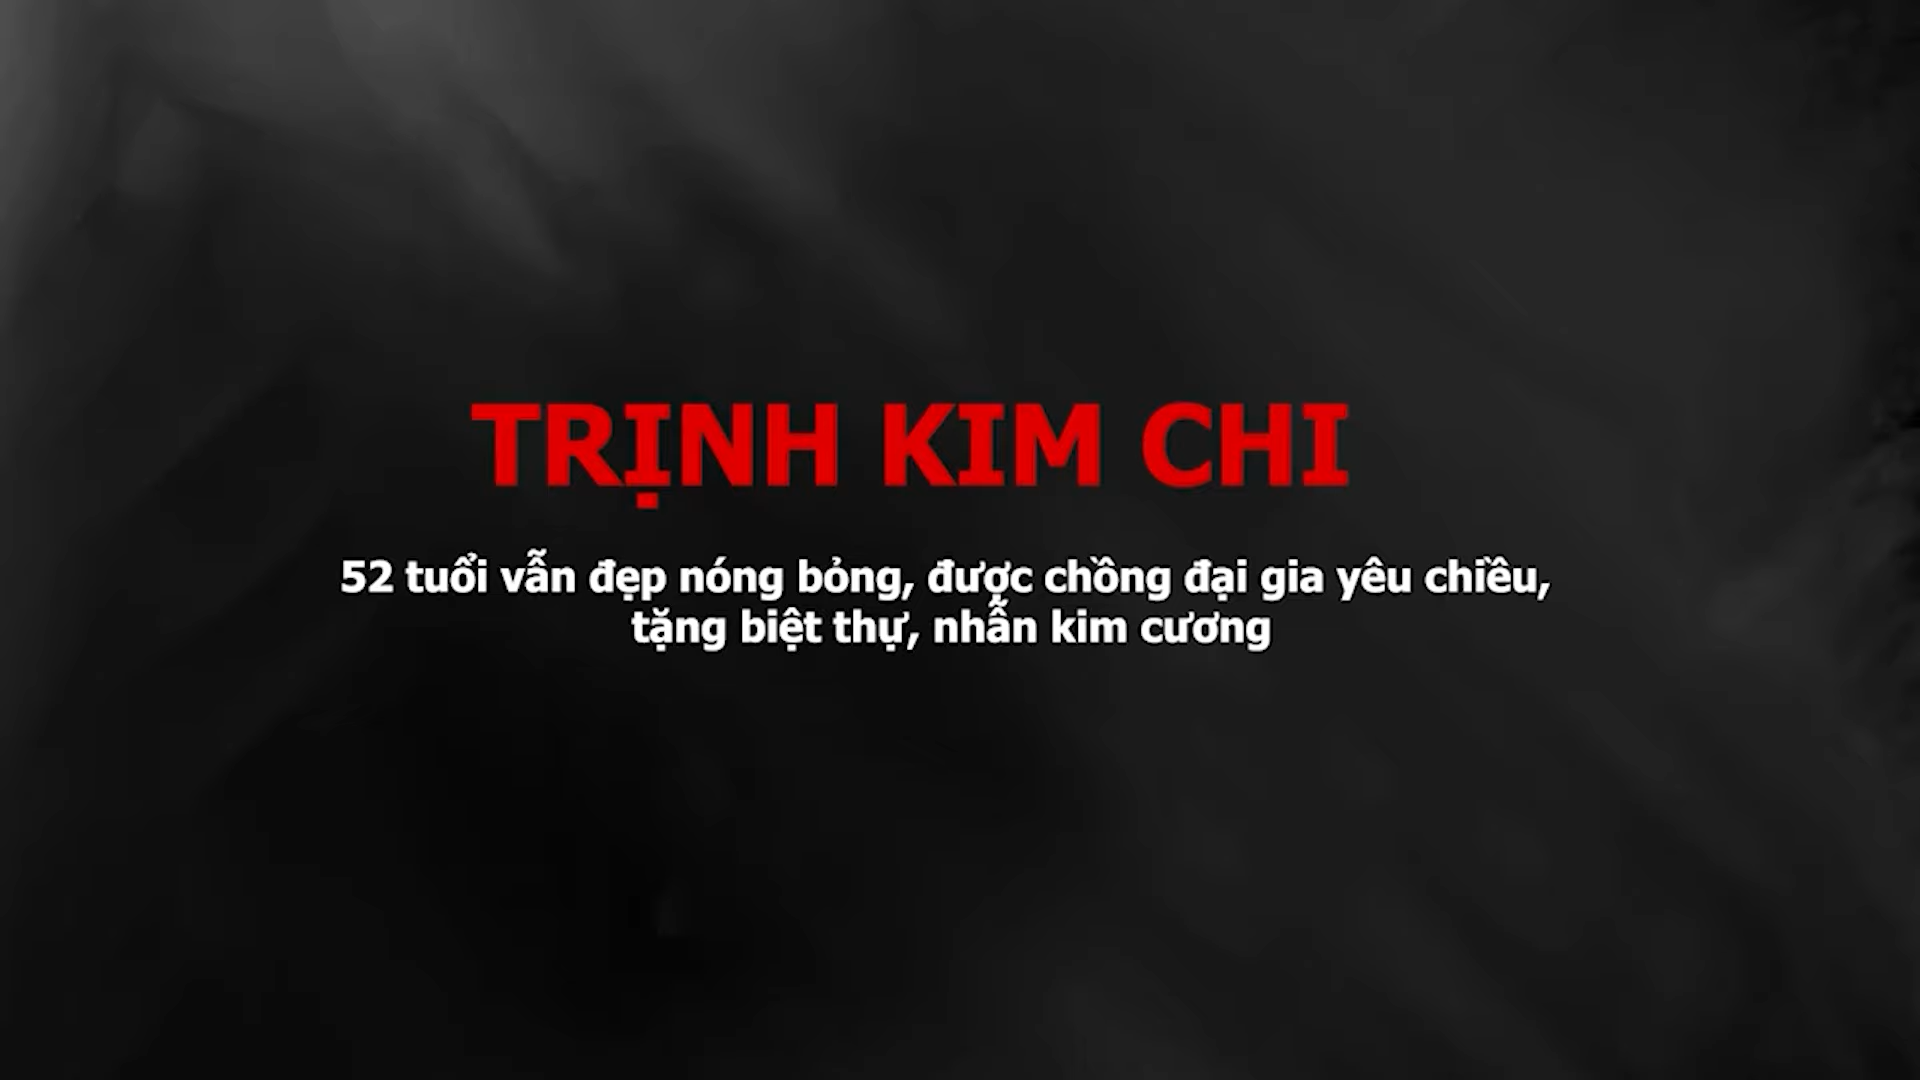 TRỊNH KIM CHI
52 tuổi vẫn đẹp nóng bỏng, được chồng đại gia yêu chiều,
tặng biệt thự, nhẫn kim cương